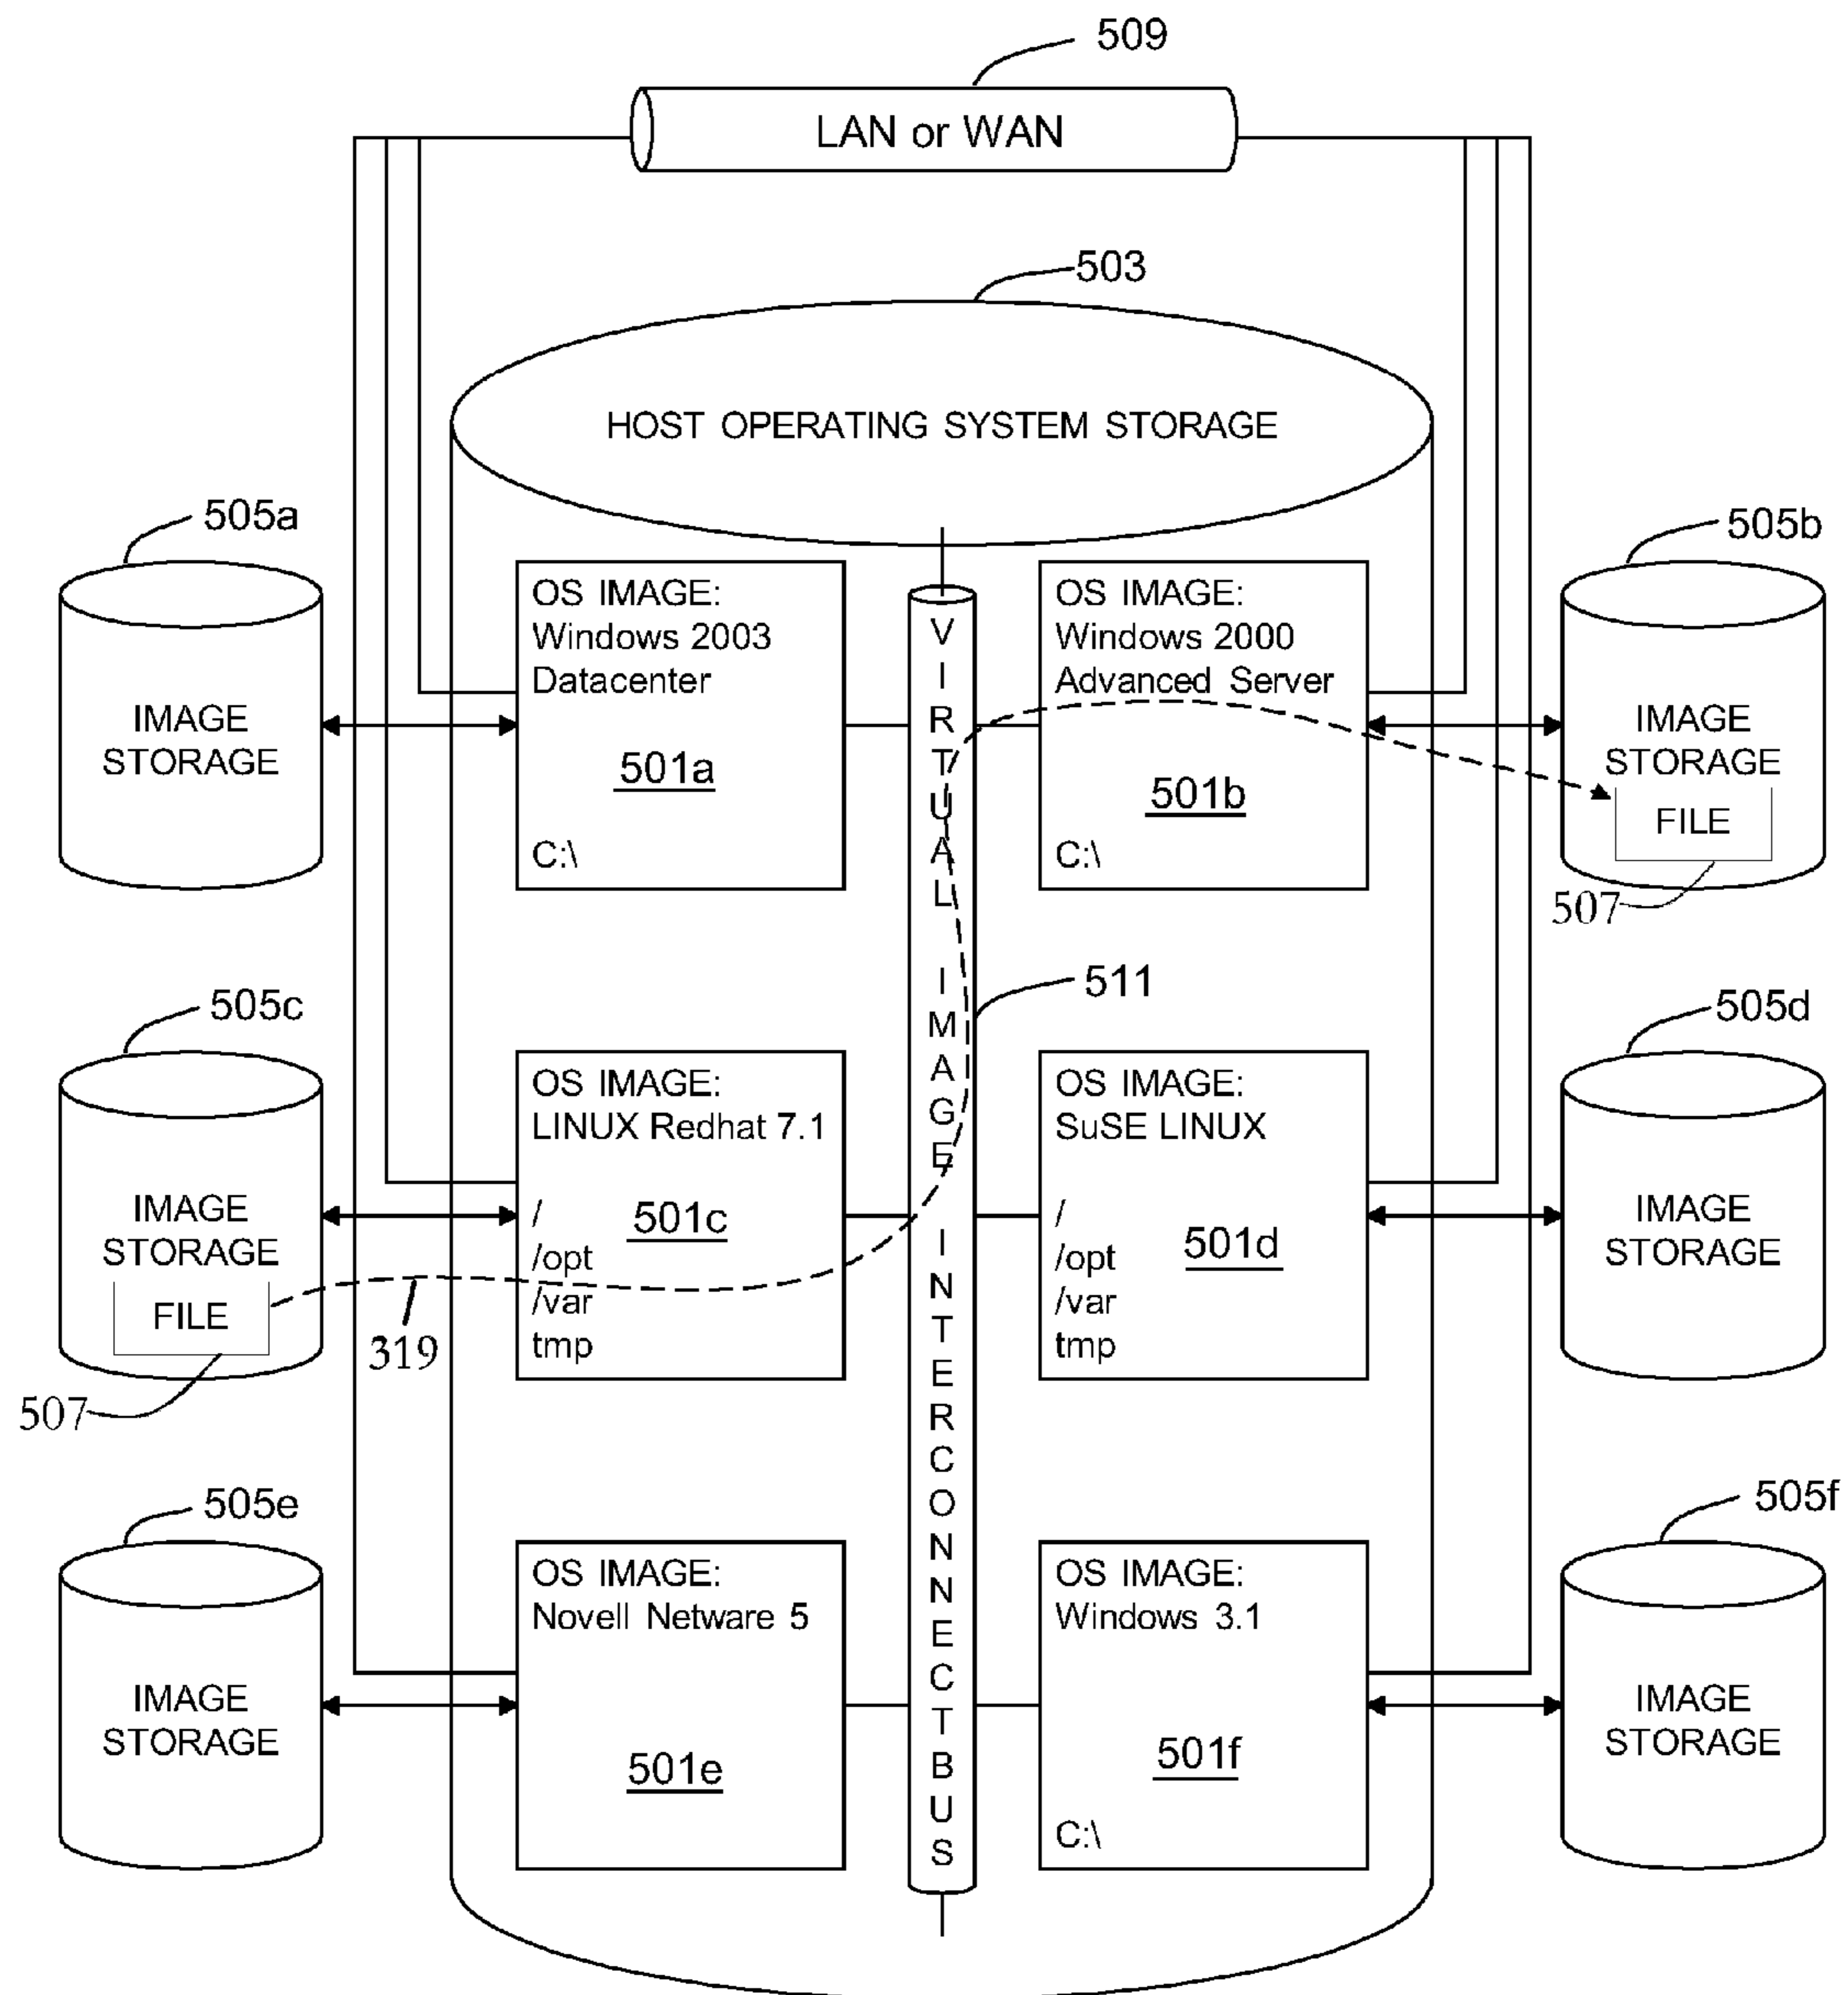 509
LAN or WAN
503
HOST OPERATING SYSTEM STORAGE
505a
IMAGE
STORAGE
OS IMAGE:
Windows 2003
Datacenter
501a
C:\
OS IMAGE:
Windows 2000
Advanced Server
501b
C:\
505b
IMAGE
STORAGE
FILE
507
VIRTUAL IMAGE INTERCONNECT BUS
511
505c
IMAGE
STORAGE
FILE
507
319
OS IMAGE:
LINUX Redhat 7.1
501c
/
/opt
/var
tmp
OS IMAGE:
SuSE LINUX
501d
/
/opt
/var
tmp
505d
IMAGE
STORAGE
505e
IMAGE
STORAGE
OS IMAGE:
Novell Netware 5
501e
OS IMAGE:
Windows 3.1
501f
C:\
505f
IMAGE
STORAGE